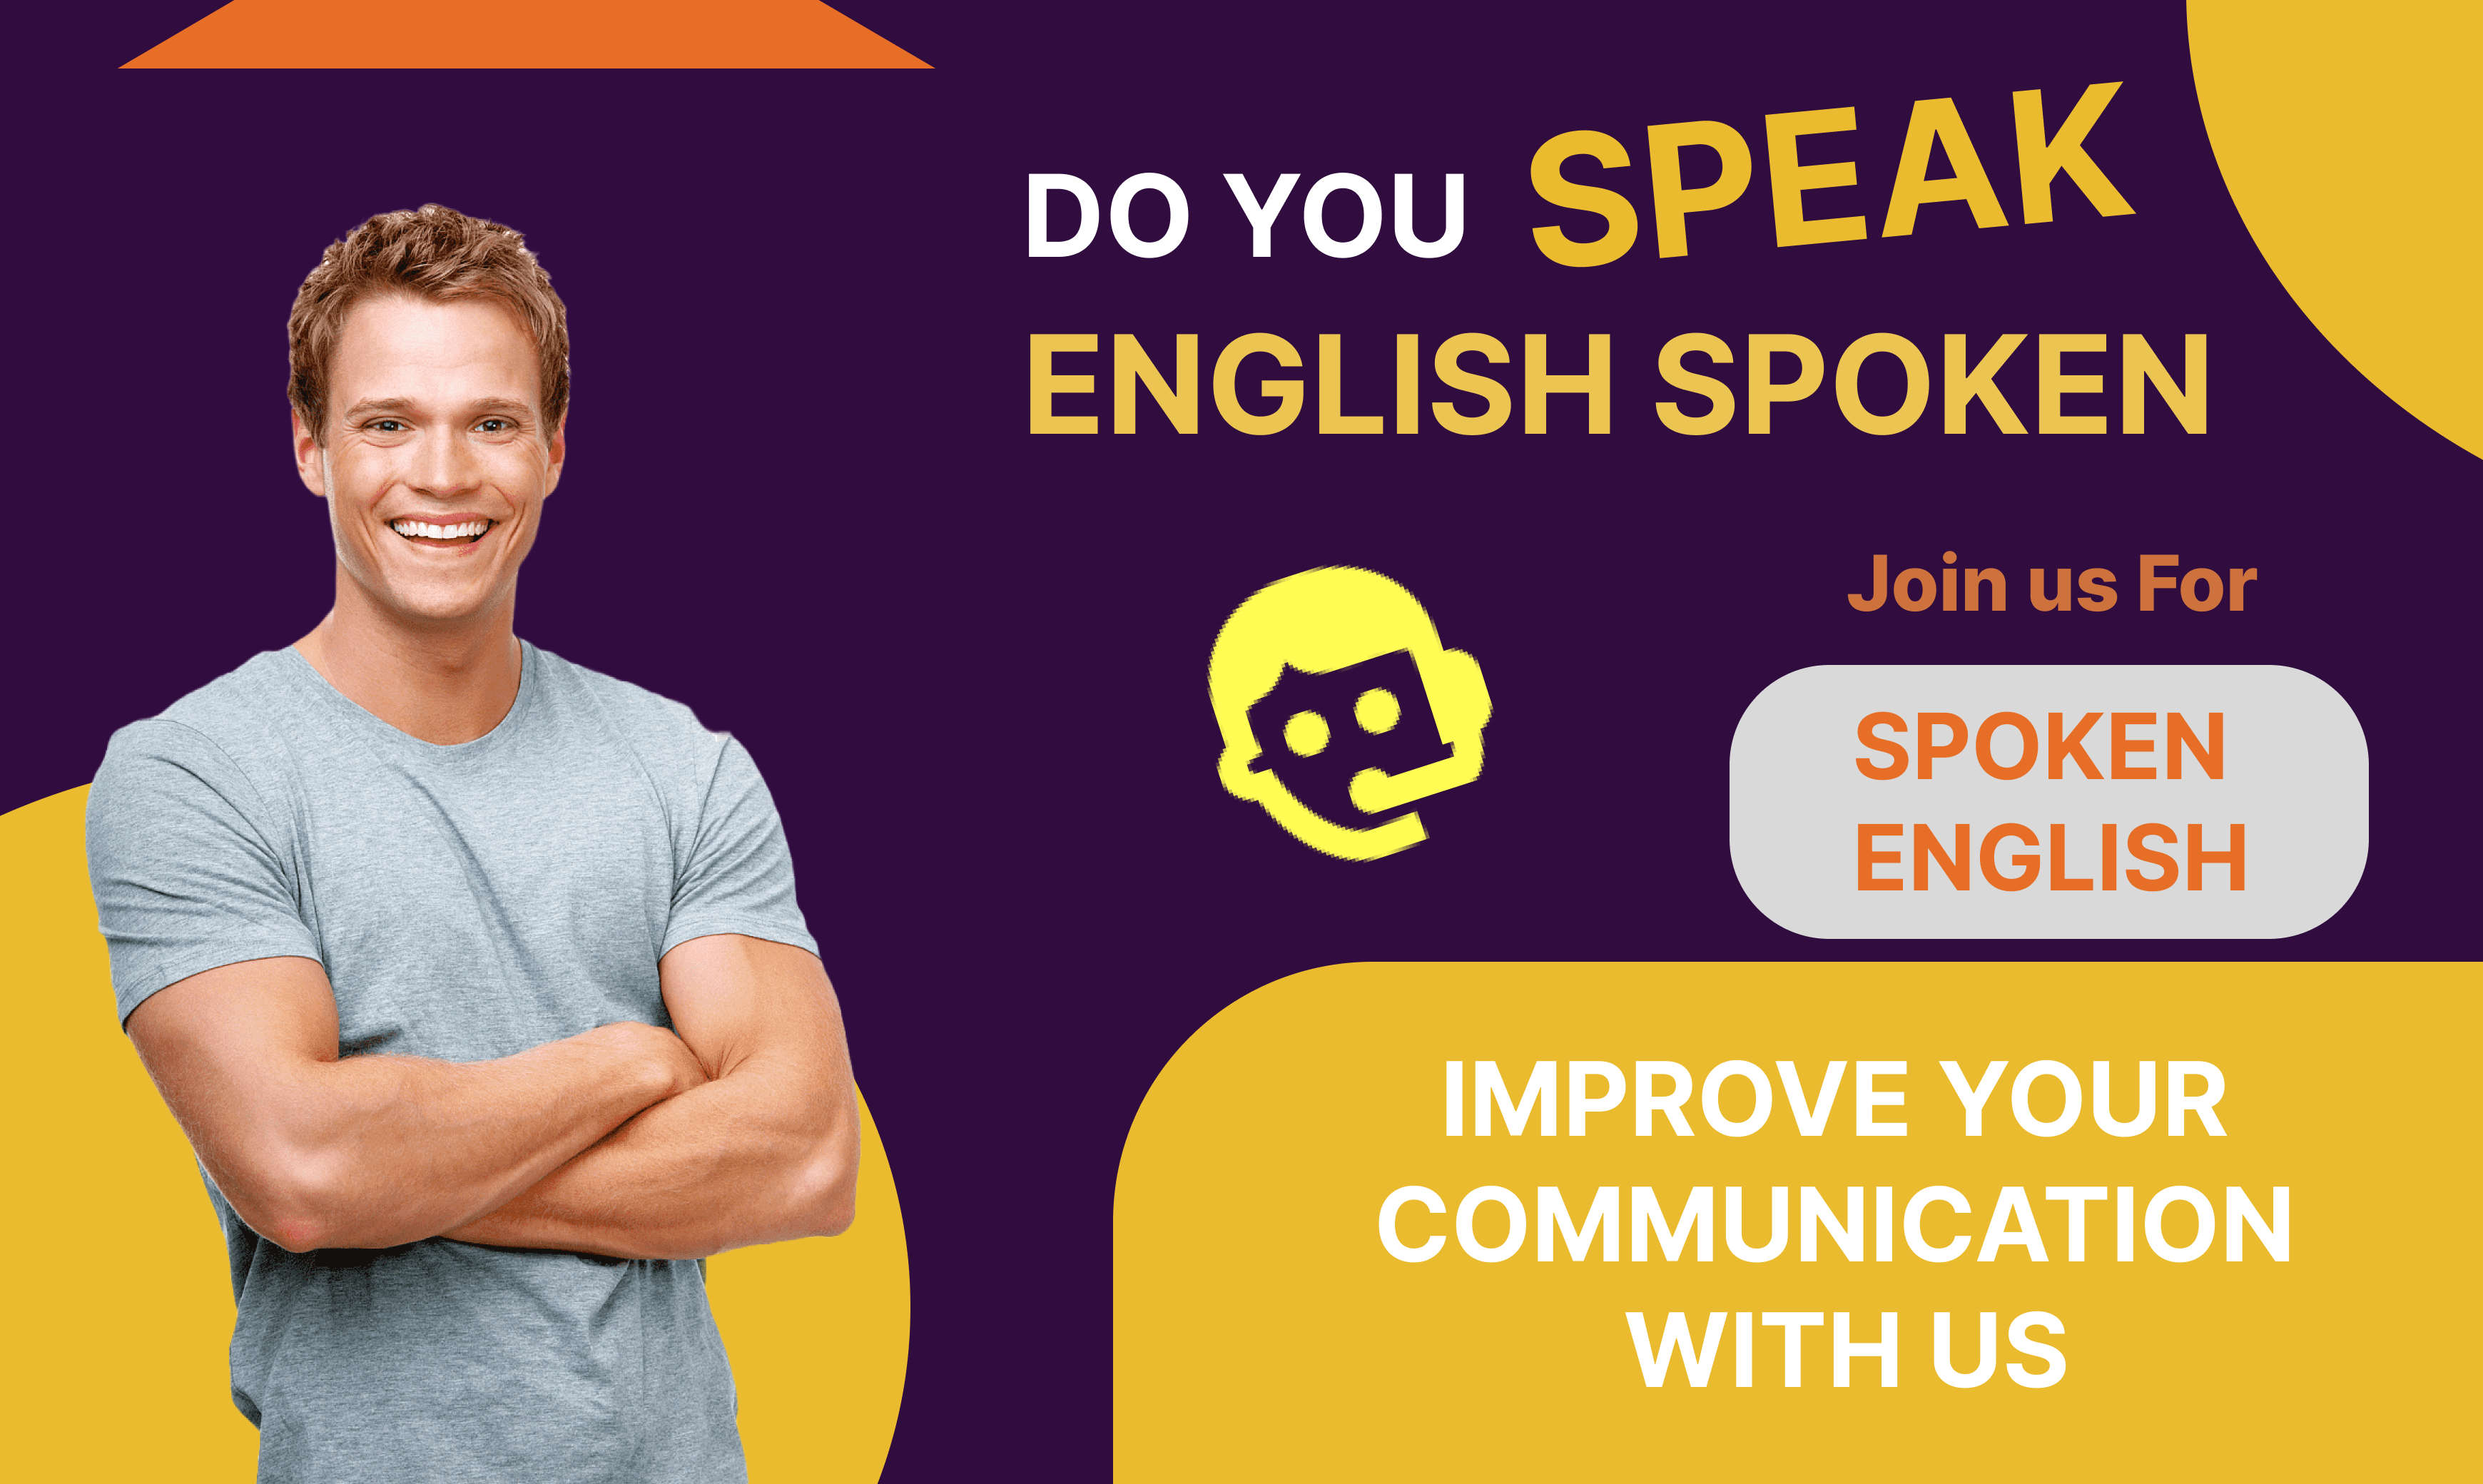 DO YOU SPEAK
ENGLISH SPOKEN
Join us For
SPOKEN
ENGLISH
IMPROVE YOUR
COMMUNICATION
WITH US